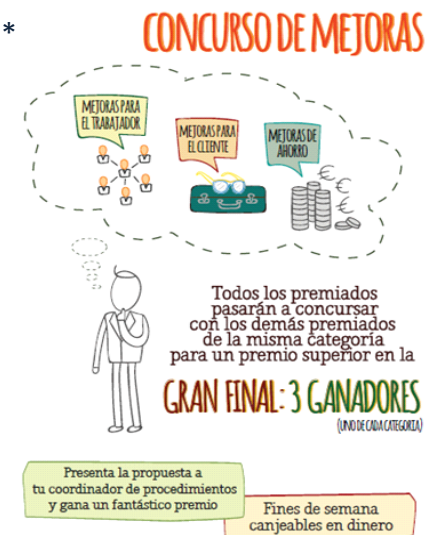 *
CONCURSO DE MEJORAS
MEJORAS PARA
EL TRABAJADOR
MEJORAS PARA
EL CLIENTE
MEJORAS DE
AHORRO
Todos los premiados
pasarán a concursar
con los demás premiados
de la misma categoría
para un premio superior en la
GRAN FINAL: 3 GANADORES
(UNO DE CADA CATEGORIA)
Presenta la propuesta a
tu coordinador de procedimientos
y gana un fantástico premio
Fines de semana
canjeables en dinero